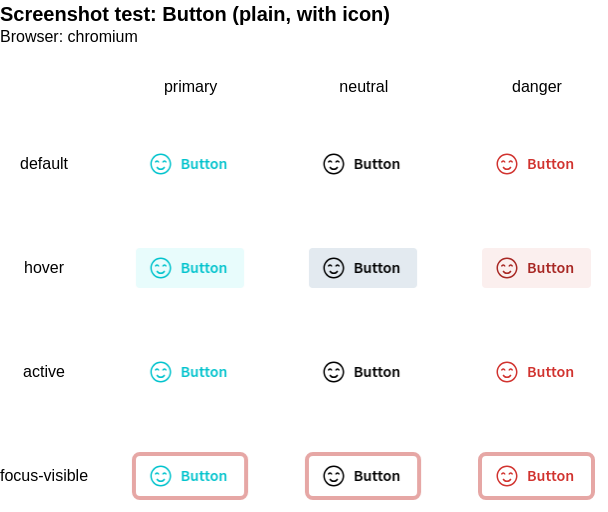 Screenshot test: Button (plain, with icon)
Browser: chromium
primary neutral danger
default Button Button Button
hover Button Button Button
active Button Button Button
focus-visible Button Button Button